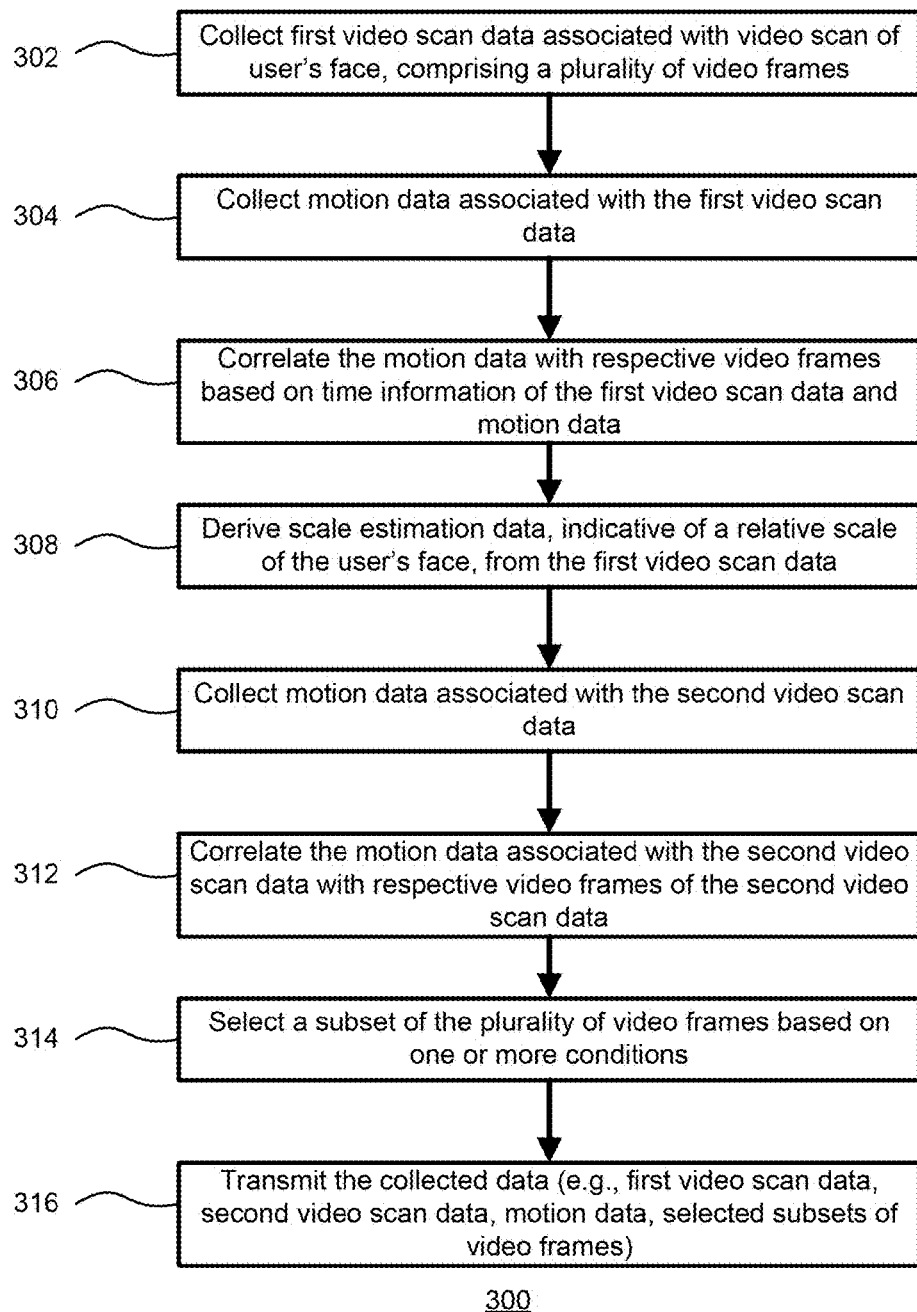 302
Collect first video scan data associated with video scan of
user's face, comprising a plurality of video frames
304
Collect motion data associated with the first video scan
data
306
Correlate the motion data with respective video frames
based on time information of the first video scan data and
motion data
308
Derive scale estimation data, indicative of a relative scale
of the user's face, from the first video scan data
310
Collect motion data associated with the second video scan
data
312
Correlate the motion data associated with the second video
scan data with respective video frames of the second video
scan data
314
Select a subset of the plurality of video frames based on
one or more conditions
316
Transmit the collected data (e.g., first video scan data,
second video scan data, motion data, selected subsets of
video frames)
300